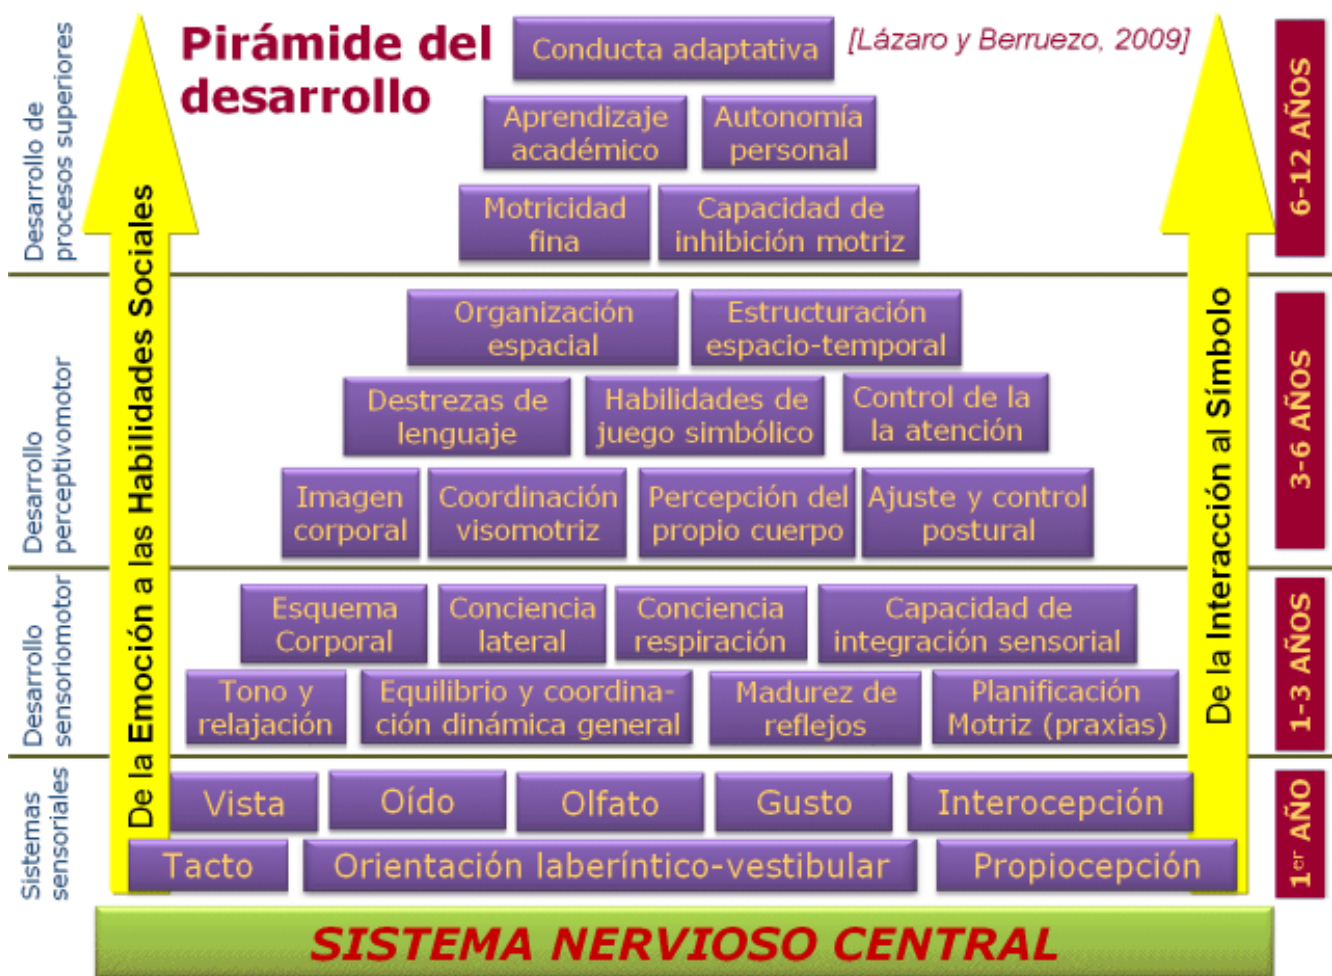 Pirámide del
desarrollo
[Lázaro y Berruezo, 2009]
Desarrollo de
procesos superiores
Conducta adaptativa
Aprendizaje
académico
Autonomía
personal
Motricidad
fina
Capacidad de
inhibición motriz
6-12 AÑOS
Desarrollo
perceptivomotor
Organización
espacial
Estructuración
espacio-temporal
Destrezas de
lenguaje
Habilidades de
juego simbólico
Control de la
la atención
Imagen
corporal
Coordinación
visomotriz
Percepción del
propio cuerpo
Ajuste y control
postural
3-6 AÑOS
Desarrollo
sensoriomotor
Esquema
Corporal
Conciencia
lateral
Conciencia
respiración
Capacidad de
integración sensorial
Tono y
relajación
Equilibrio y coordina-
ción dinámica general
Madurez de
reflejos
Planificación
Motriz (praxias)
1-3 AÑOS
Sistemas
sensoriales
Vista
Oído
Olfato
Gusto
Interocepción
Tacto
Orientación laberíntico-vestibular
Propiocepción
1er AÑO
De la Emoción a las Habilidades Sociales
De la Interacción al Símbolo
SISTEMA NERVIOSO CENTRAL